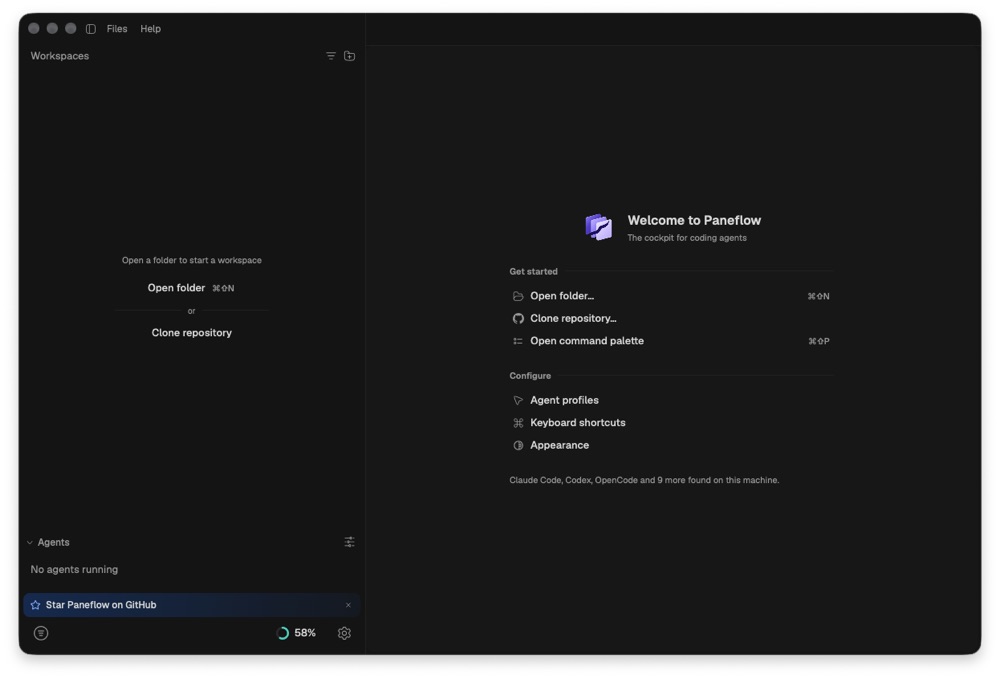 Files Help
Workspaces
Open a folder to start a workspace
Open folder ⌘⇧N
or
Clone repository
Agents
No agents running
Star Paneflow on GitHub
58%
Welcome to Paneflow
The cockpit for coding agents
Get started
Open folder... ⌘⇧N
Clone repository...
Open command palette ⌘⇧P
Configure
Agent profiles
Keyboard shortcuts
Appearance
Claude Code, Codex, OpenCode and 9 more found on this machine.